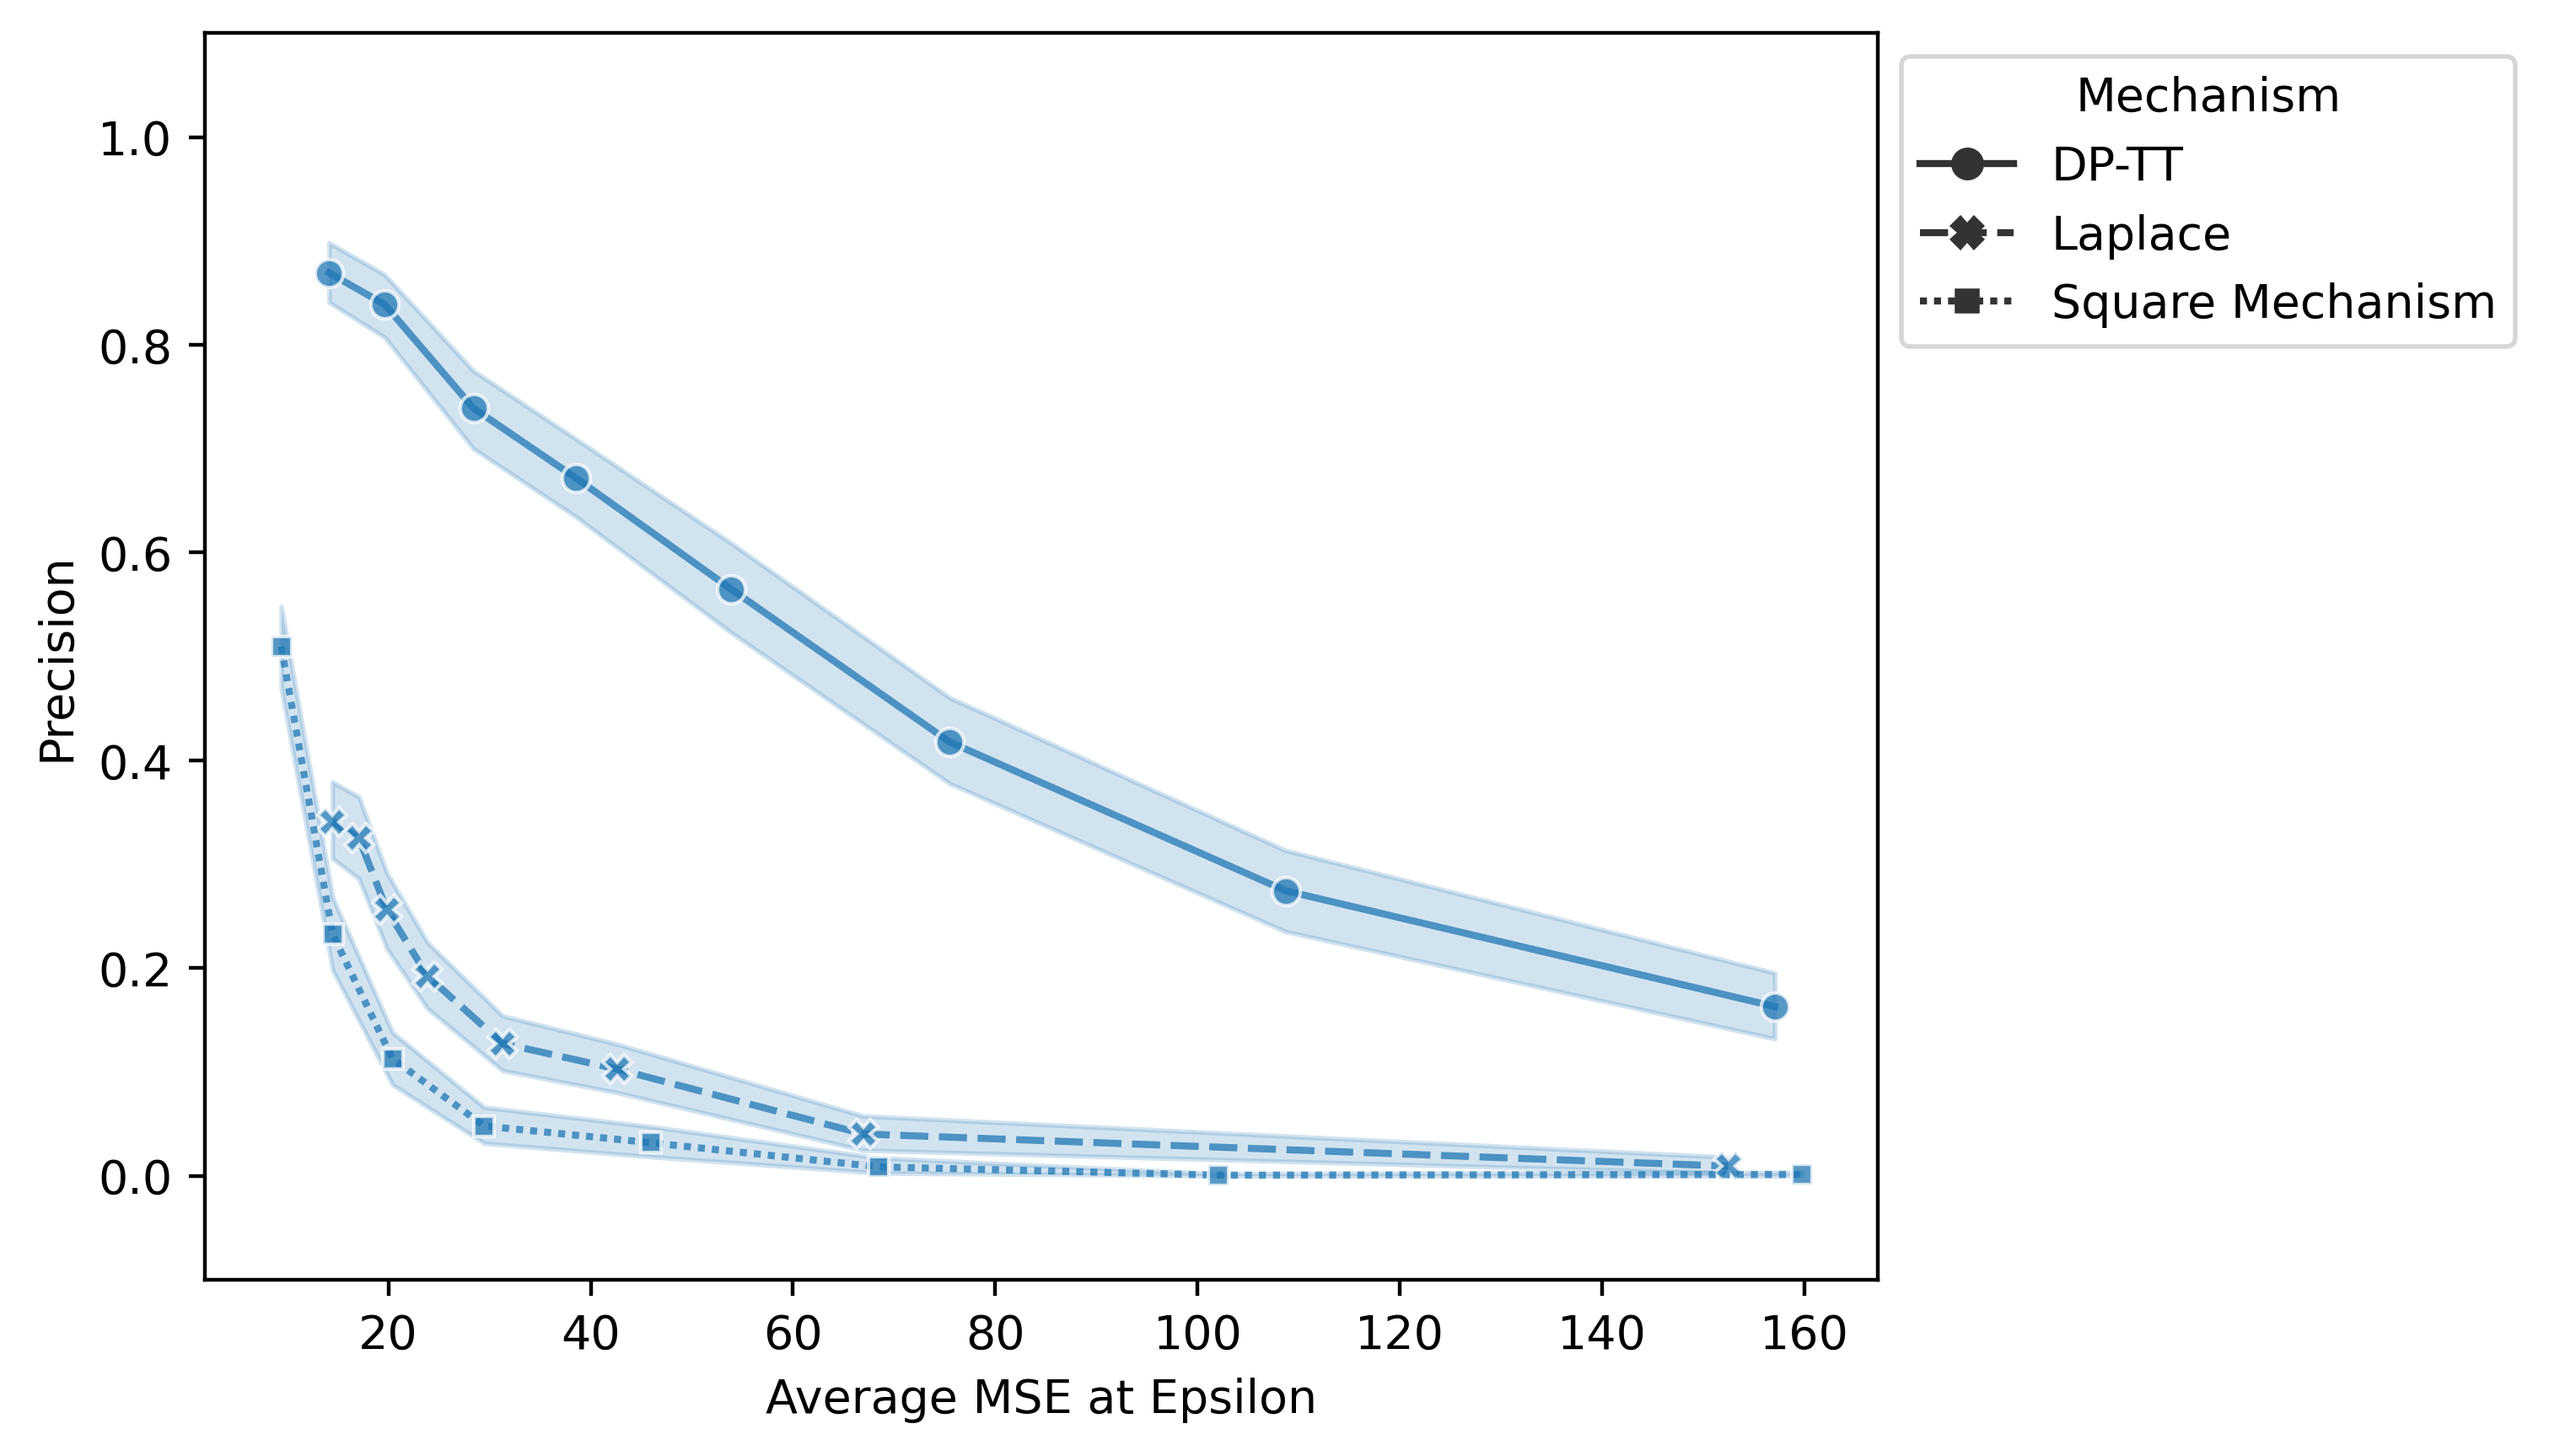 Mechanism
DP-TT
Laplace
Square Mechanism
Precision
1.0
0.8
0.6
0.4
0.2
0.0
20 40 60 80 100 120 140 160
Average MSE at Epsilon